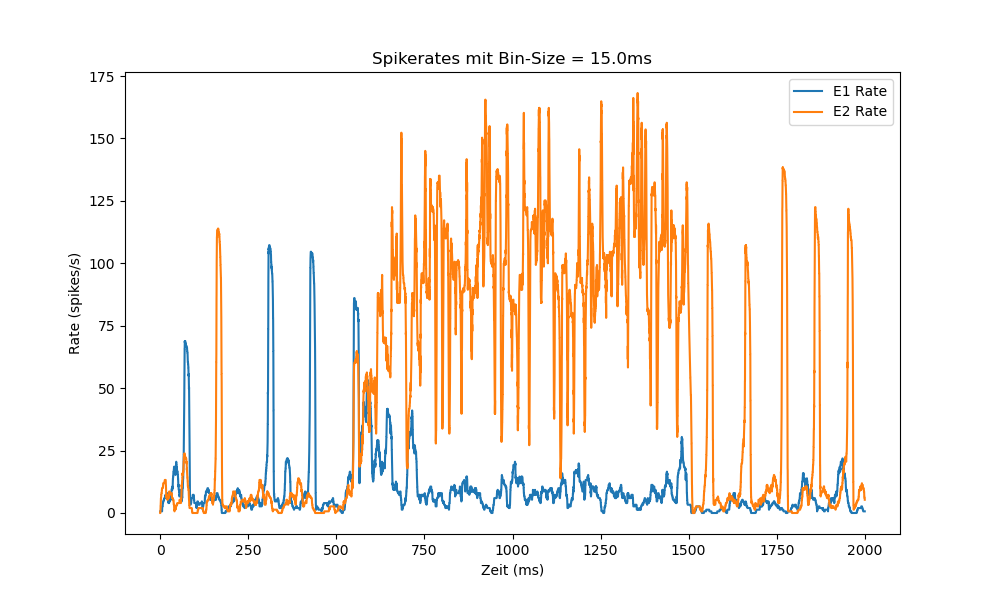 Spikerates mit Bin-Size = 15.0ms
E1 Rate
E2 Rate
175
150
125
100
75
50
25
0
Rate (spikes/s)
0 250 500 750 1000 1250 1500 1750 2000
Zeit (ms)